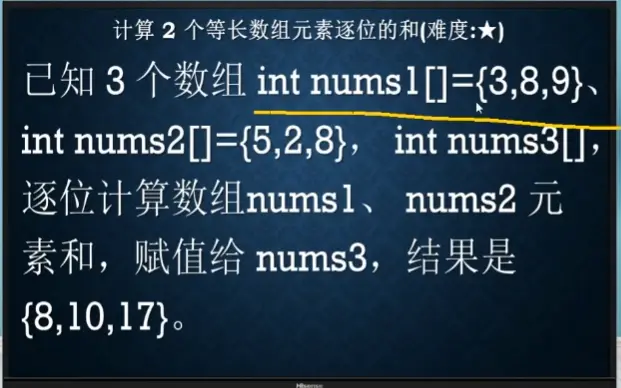 计算 2 个等长数组元素逐位的和(难度:★)
已知 3 个数组 int nums1[]={3,8,9}、
int nums2[]={5,2,8}， int nums3[]，
逐位计算数组nums1、 nums2 元
素和，赋值给 nums3，结果是
{8,10,17}。
Hisense